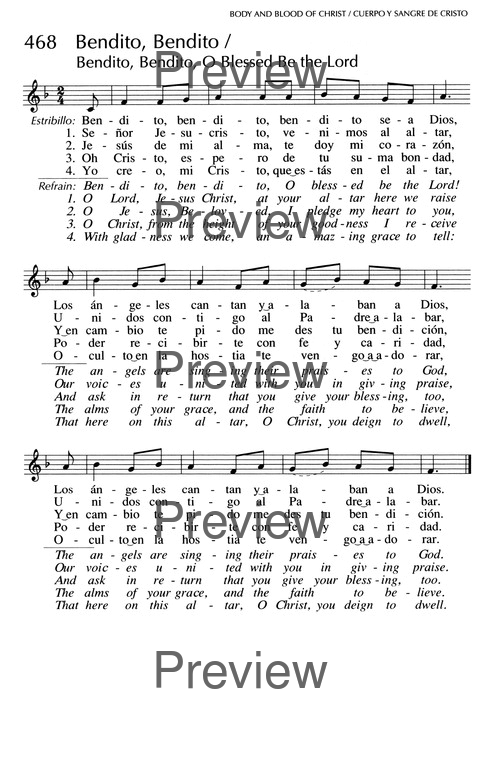 BODY AND BLOOD OF CHRIST / CUERPO Y SANGRE DE CRISTO
468 Bendito, Bendito /
Bendito, Bendito, O Blessed Be the Lord
Preview
2 4
Estribillo: Ben - di - to, ben - di - to, ben - di - to sea Dios,
1. Se - ñor Je - su - cris - to, ve - ni - mos al al - tar,
2. Je - sús de mi al - ma, te doy mi co - ra - zón,
3. Oh Cris - to, es - pe - ro de tu su - ma bon - dad,
4. Yo cre - o, mi Cris - to, que es - tás en el al - tar,
Refrain: Ben - di - to, ben - di - to, O bless - ed be the Lord!
1. O Lord, Je - sus Christ, at your al - tar here we raise
2. O Je - sus, Be - lov - ed, I pledge my heart to you,
3. O Christ, from the height of your good - ness I re - ceive
4. With glad - ness we come, an a - maz - ing grace to tell:
Preview
Los án - ge - les can - tan y a - la - ban a Dios,
U - ni - dos con - ti - go al Pa - dre a - la - bar,
Y en cam - bio te pi - do me des tu ben - di - ción,
Po - der re - ci - bir - te con fe y ca - ri - dad.
O - cul - to en la hos - tia te ven - go a a - do - rar,
The an - gels are sing - ing their prais - es to God,
Our voic - es u - ni - ted with you in giv - ing praise,
And ask in re - turn that you give your bless - ing, too.
The alms of your grace, and the faith to be - lieve,
That here on this al - tar, O Christ, you deign to dwell,
Preview
Los án - ge - les can - tan y a - la - ban a Dios.
U - ni - dos con - ti - go al Pa - dre a - la - bar.
Y en cam - bio te pi - do me des tu ben - di - ción.
Po - der re - ci - bir - te con fe y ca - ri - dad.
O - cul - to en la hos - tia te ven - go a a - do - rar.
The an - gels are sing - ing their prais - es to God.
Our voic - es u - ni - ted with you in giv - ing praise.
And ask in re - turn that you give your bless - ing, too.
The alms of your grace, and the faith to be - lieve.
That here on this al - tar, O Christ, you deign to dwell.
Preview
Preview